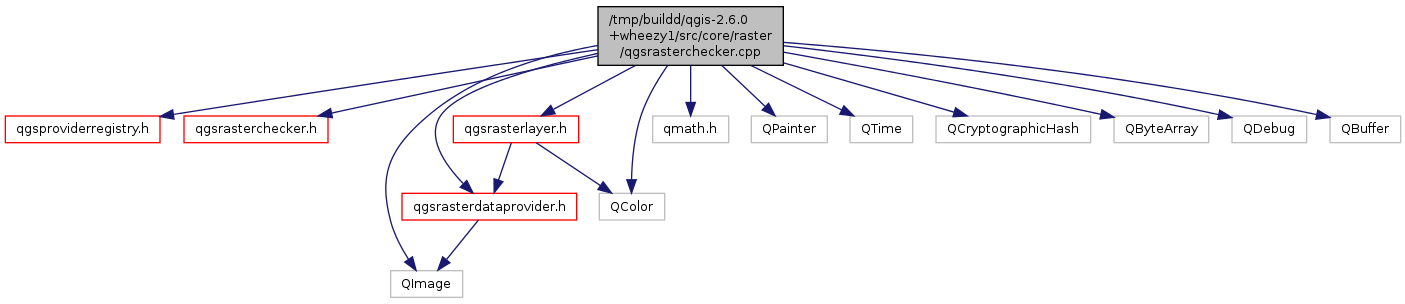 /tmp/buildd/qgis-2.6.0
+wheezy1/src/core/raster
/qgsrasterchecker.cpp
qgsproviderregistry.h
qgsrasterchecker.h
qgsrasterlayer.h
qmath.h
QPainter
QTime
QCryptographicHash
QByteArray
QDebug
QBuffer
qgsrasterdataprovider.h
QColor
QImage